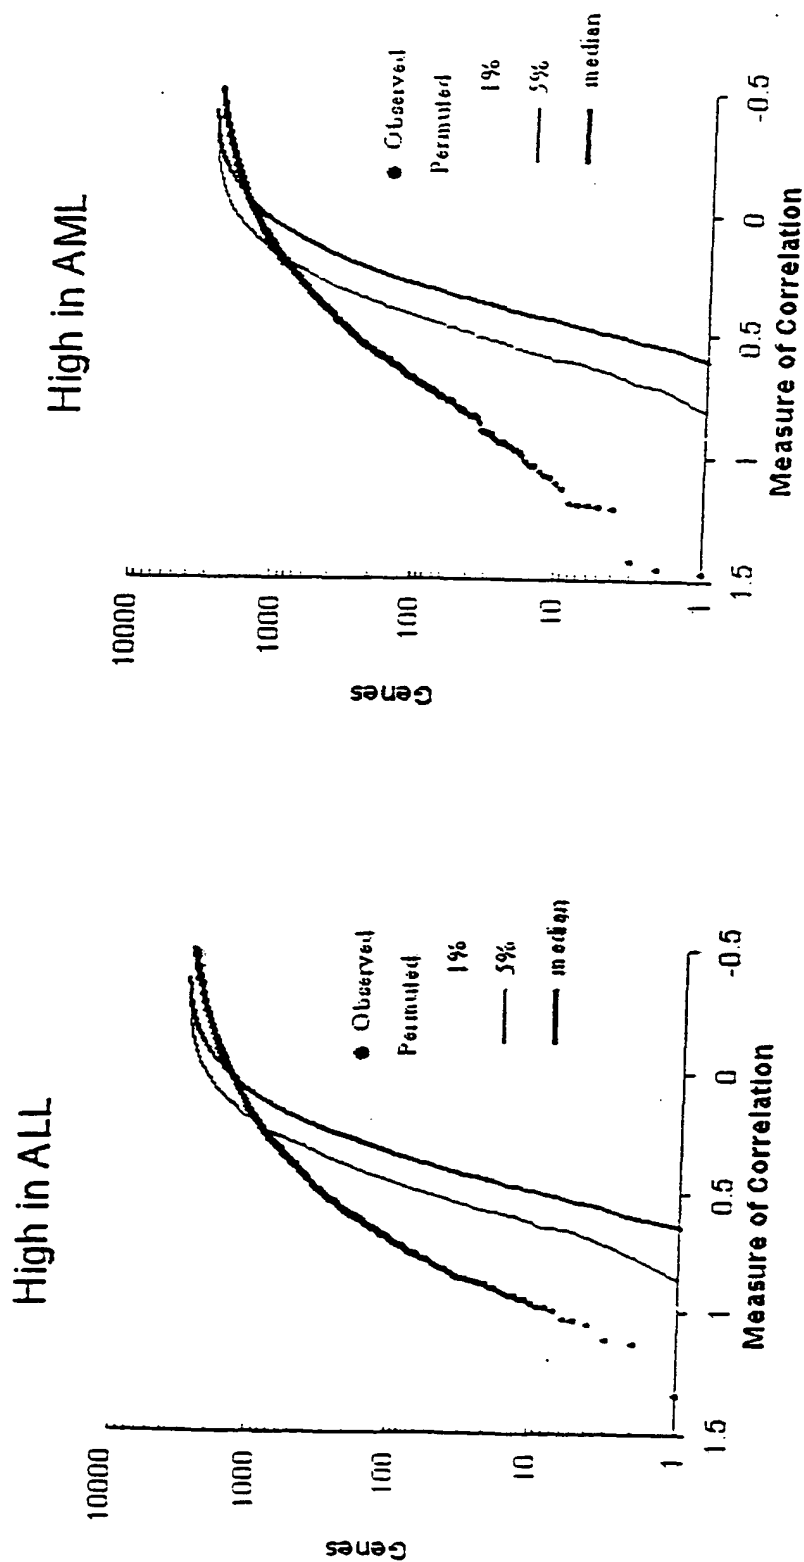 High in ALL
10000
1000
100
10
1
Genes
1.5
1
0.5
0
-0.5
Measure of Correlation
Observed
Permuted
1%
5%
median
High in AML
10000
1000
100
10
1
Genes
1.5
1
0.5
0
-0.5
Measure of Correlation
Observed
Permuted
1%
5%
median